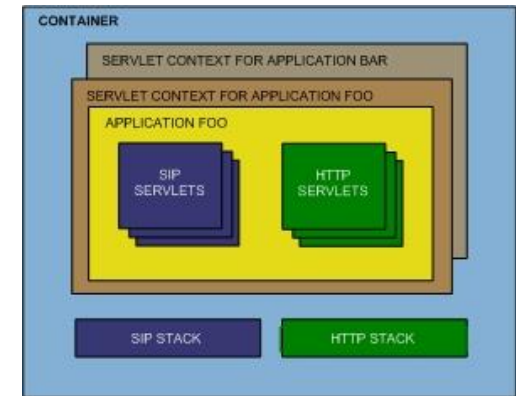 CONTAINER
SERVLET CONTEXT FOR APPLICATION BAR
SERVLET CONTEXT FOR APPLICATION FOO
APPLICATION FOO
SIP
SERVLETS
HTTP
SERVLETS
SIP STACK
HTTP STACK